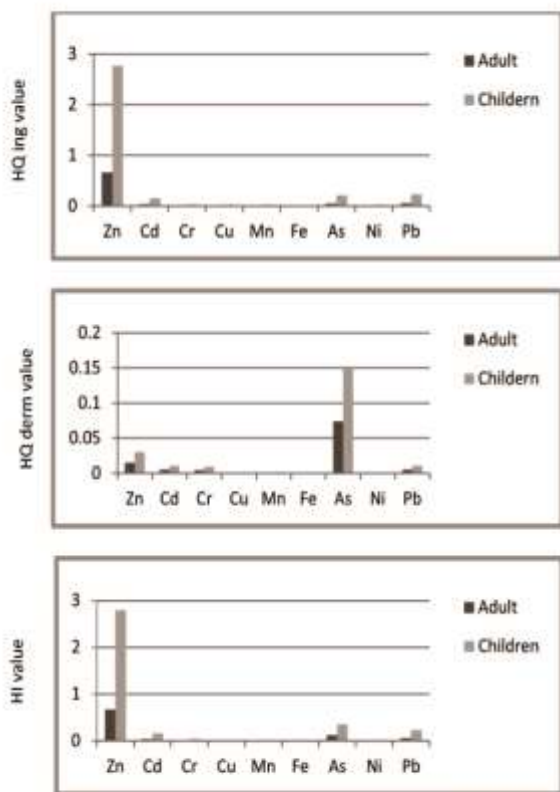 HQ ing value
3
2
1
0
Zn Cd Cr Cu Mn Fe As Ni Pb
Adult
Childern
HQ derm value
0.2
0.15
0.1
0.05
0
Zn Cd Cr Cu Mn Fe As Ni Pb
Adult
Childern
HI value
3
2
1
0
Zn Cd Cr Cu Mn Fe As Ni Pb
Adult
Children